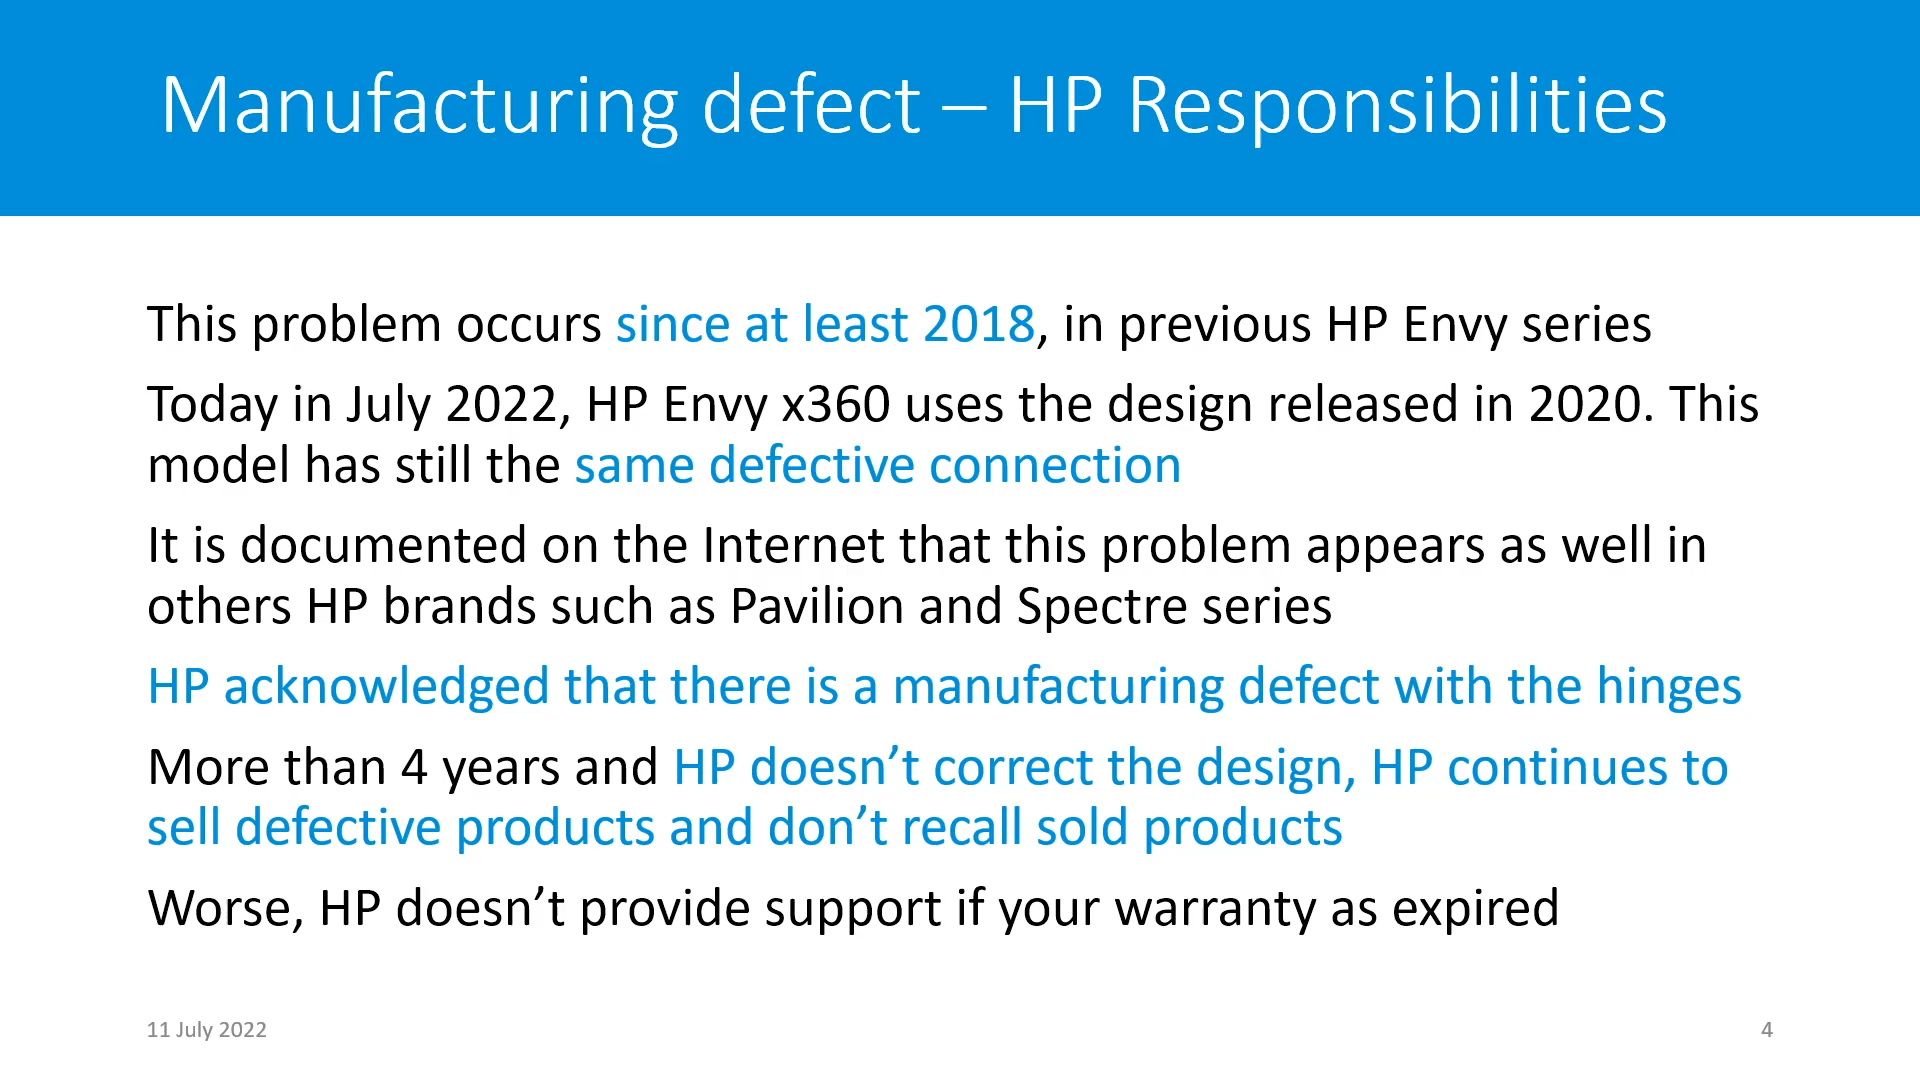 Manufacturing defect – HP Responsibilities
This problem occurs since at least 2018, in previous HP Envy series
Today in July 2022, HP Envy x360 uses the design released in 2020. This
model has still the same defective connection
It is documented on the Internet that this problem appears as well in
others HP brands such as Pavilion and Spectre series
HP acknowledged that there is a manufacturing defect with the hinges
More than 4 years and HP doesn’t correct the design, HP continues to
sell defective products and don’t recall sold products
Worse, HP doesn’t provide support if your warranty as expired
11 July 2022
4